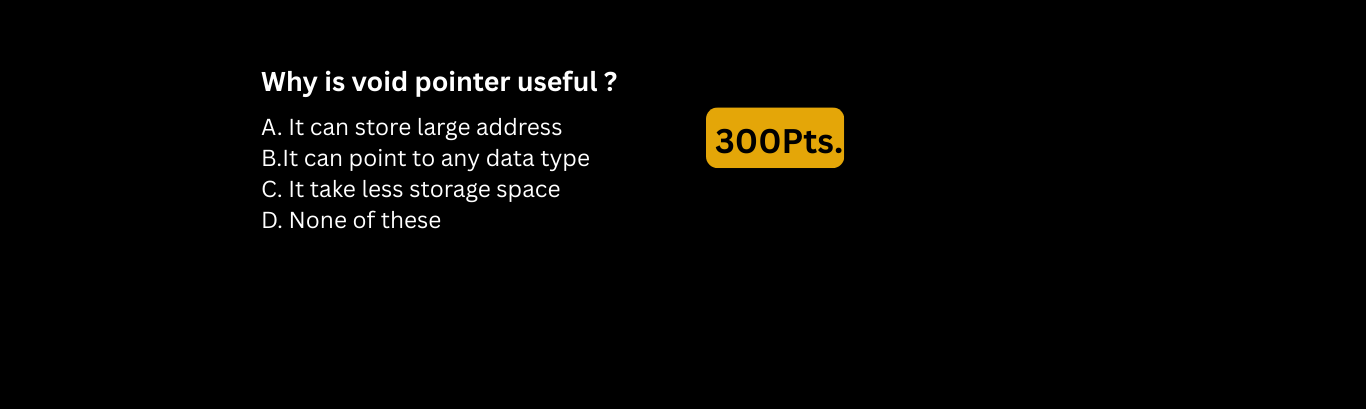 Why is void pointer useful ?
A. It can store large address
B.It can point to any data type
C. It take less storage space
D. None of these
300Pts.